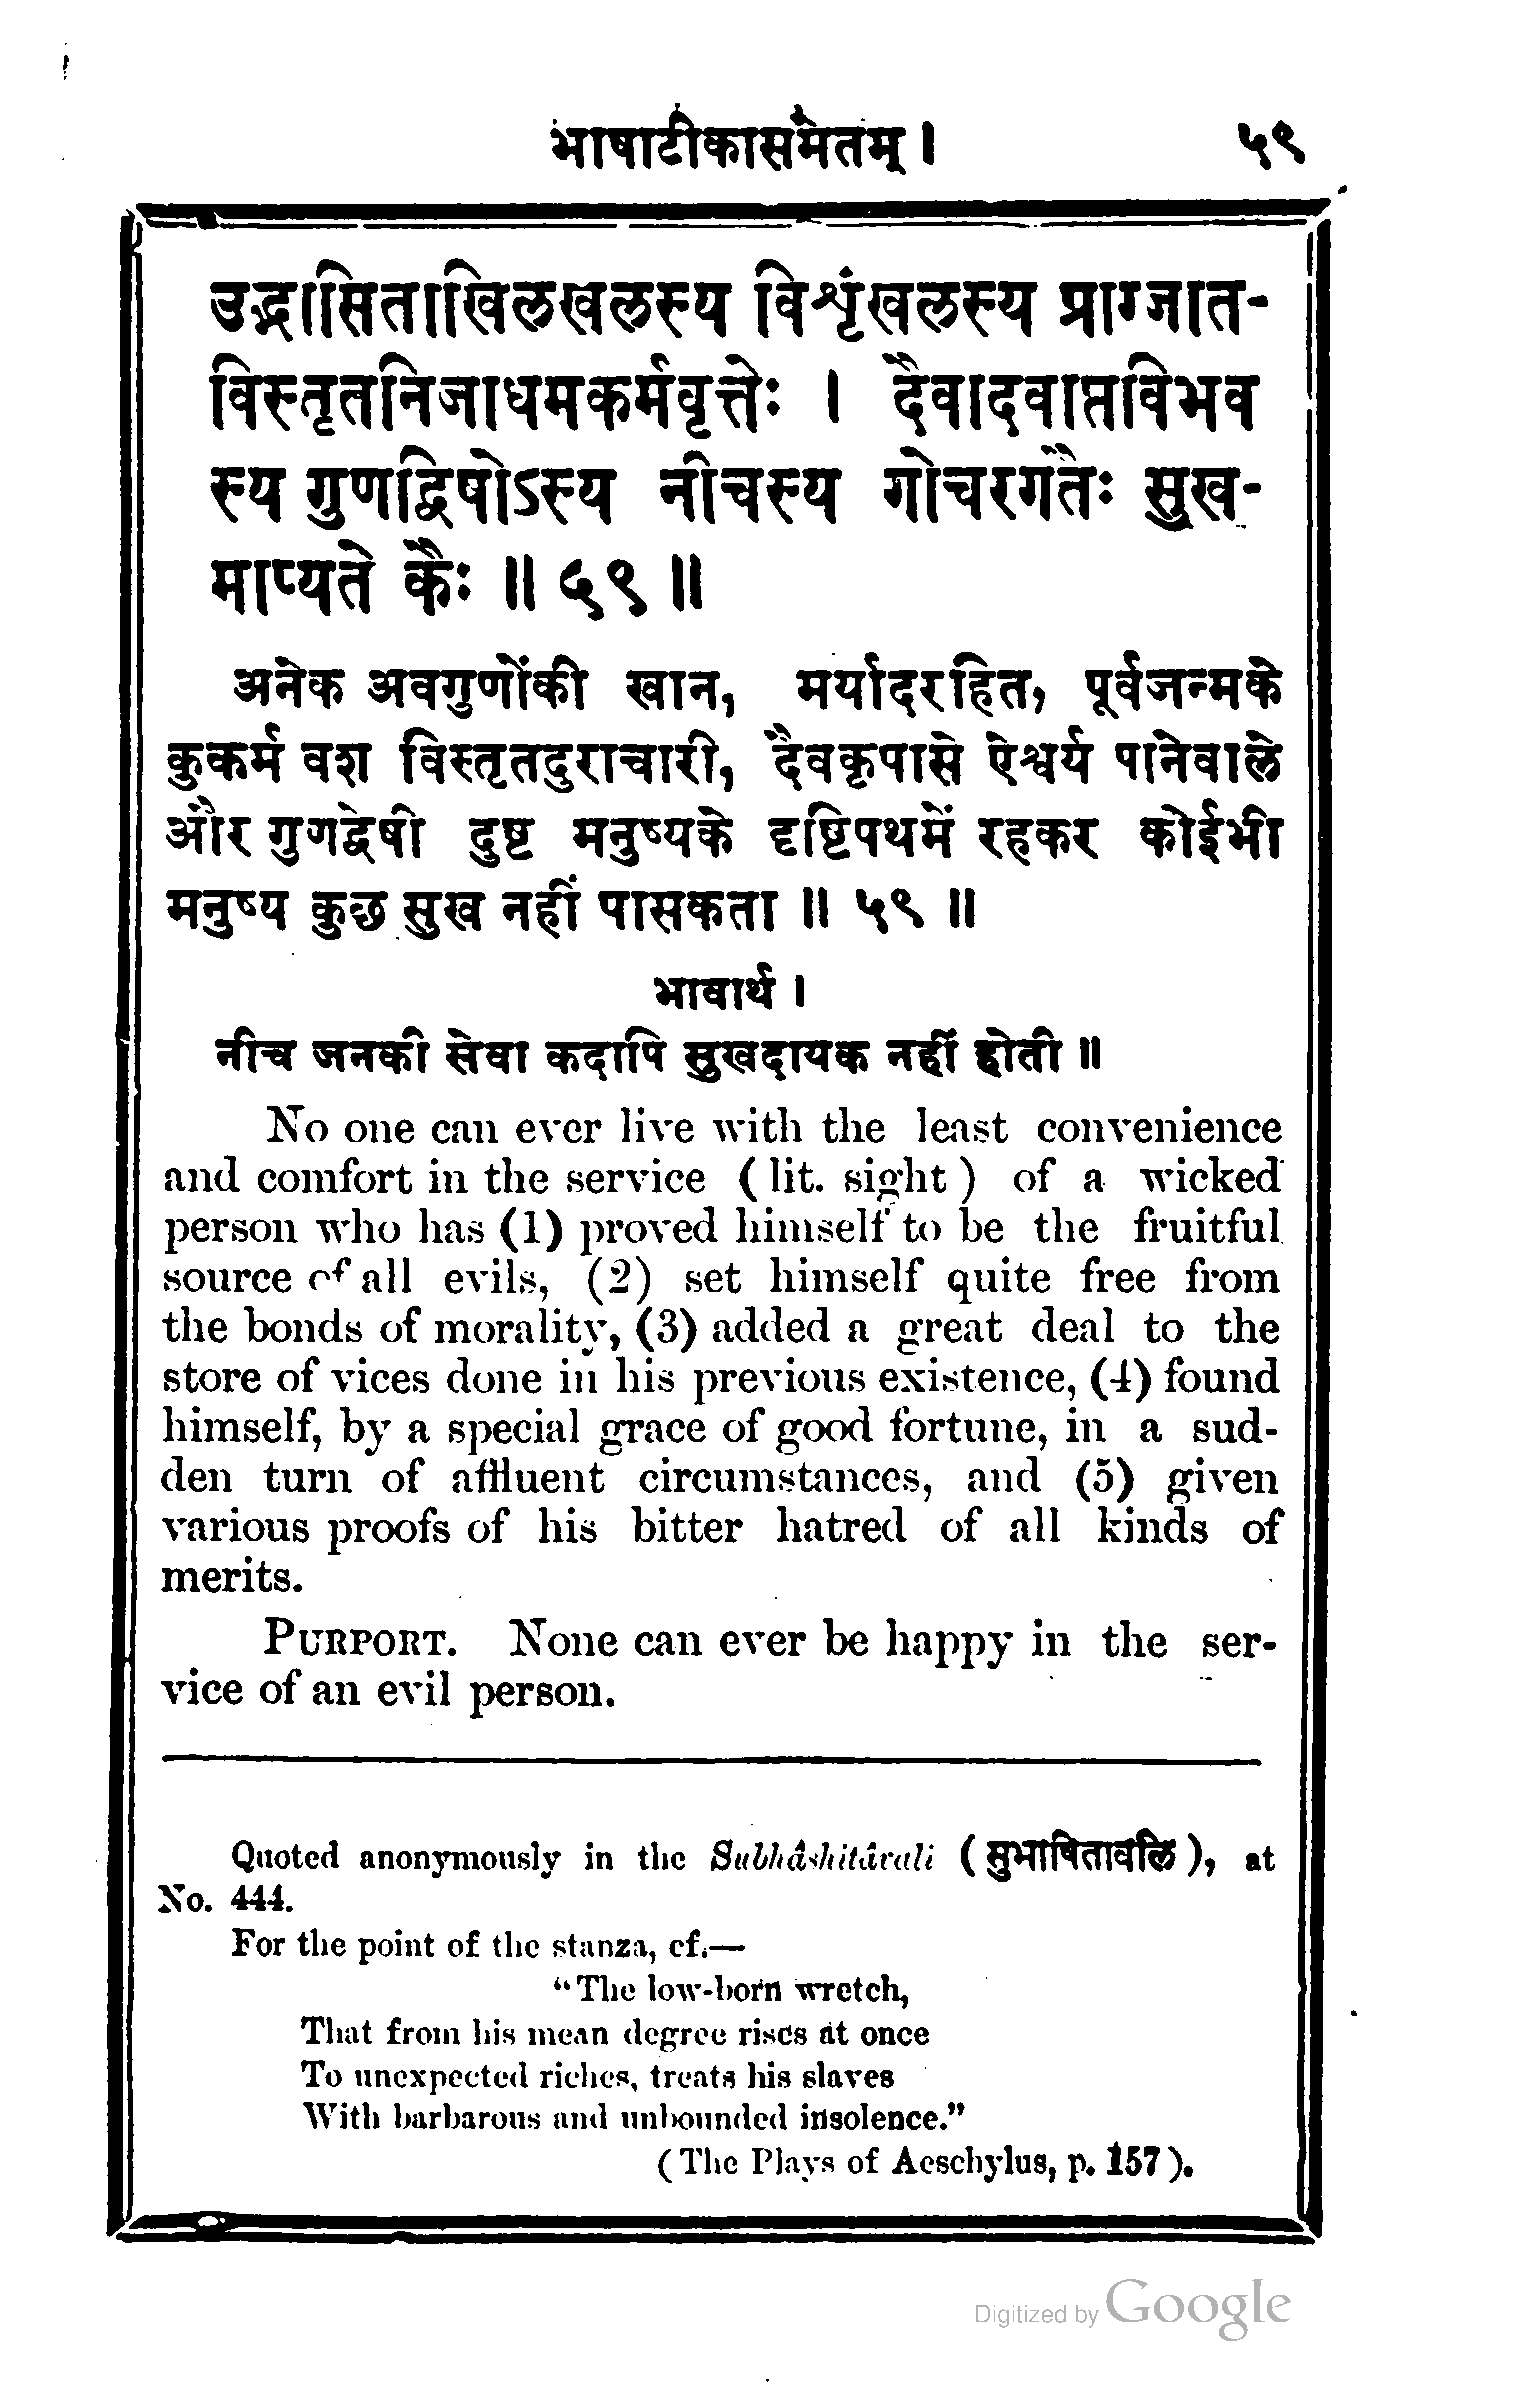 भाषाटीकासमेतम् । ५९
उद्भासिताखिलखलस्य विशृंखलस्य प्राग्जात-
विस्तृतनिजाधमकर्मवृत्तेः । दैवादवाप्तविभव
स्य गुणद्विषोऽस्य नीचस्य गोचरगतैः सुख-
माप्यते कैः ॥ ५९ ॥
अनेक अवगुणोंकी खान, मर्यादरहित, पूर्वजन्मके
कुकर्म वश विस्तृतदुराचारी, दैवकृपासे ऐश्वर्य पानेवाले
और गुणद्वेषी दुष्ट मनुष्यके दृष्टिपथमें रहकर कोईभी
मनुष्य कुछ सुख नहीं पासकता ॥ ५९ ॥
भावार्थ ।
नीच जनकी सेवा कदापि सुखदायक नहीं होती ॥
No one can ever live with the least convenience
and comfort in the service ( lit. sight ) of a wicked
person who has (1) proved himself to be the fruitful
source of all evils, (2) set himself quite free from
the bonds of morality, (3) added a great deal to the
store of vices done in his previous existence, (4) found
himself, by a special grace of good fortune, in a sud-
den turn of affluent circumstances, and (5) given
various proofs of his bitter hatred of all kinds of
merits.
PURPORT. None can ever be happy in the ser-
vice of an evil person.
Quoted anonymously in the Subhâshitâvali ( सुभाषितावलि ), at
No. 444.
For the point of the stanza, cf.—
“The low-born wretch,
That from his mean degree rises at once
To unexpected riches, treats his slaves
With barbarous and unbounded insolence.”
( The Plays of Aeschylus, p. 157 ).
Digitized by Google